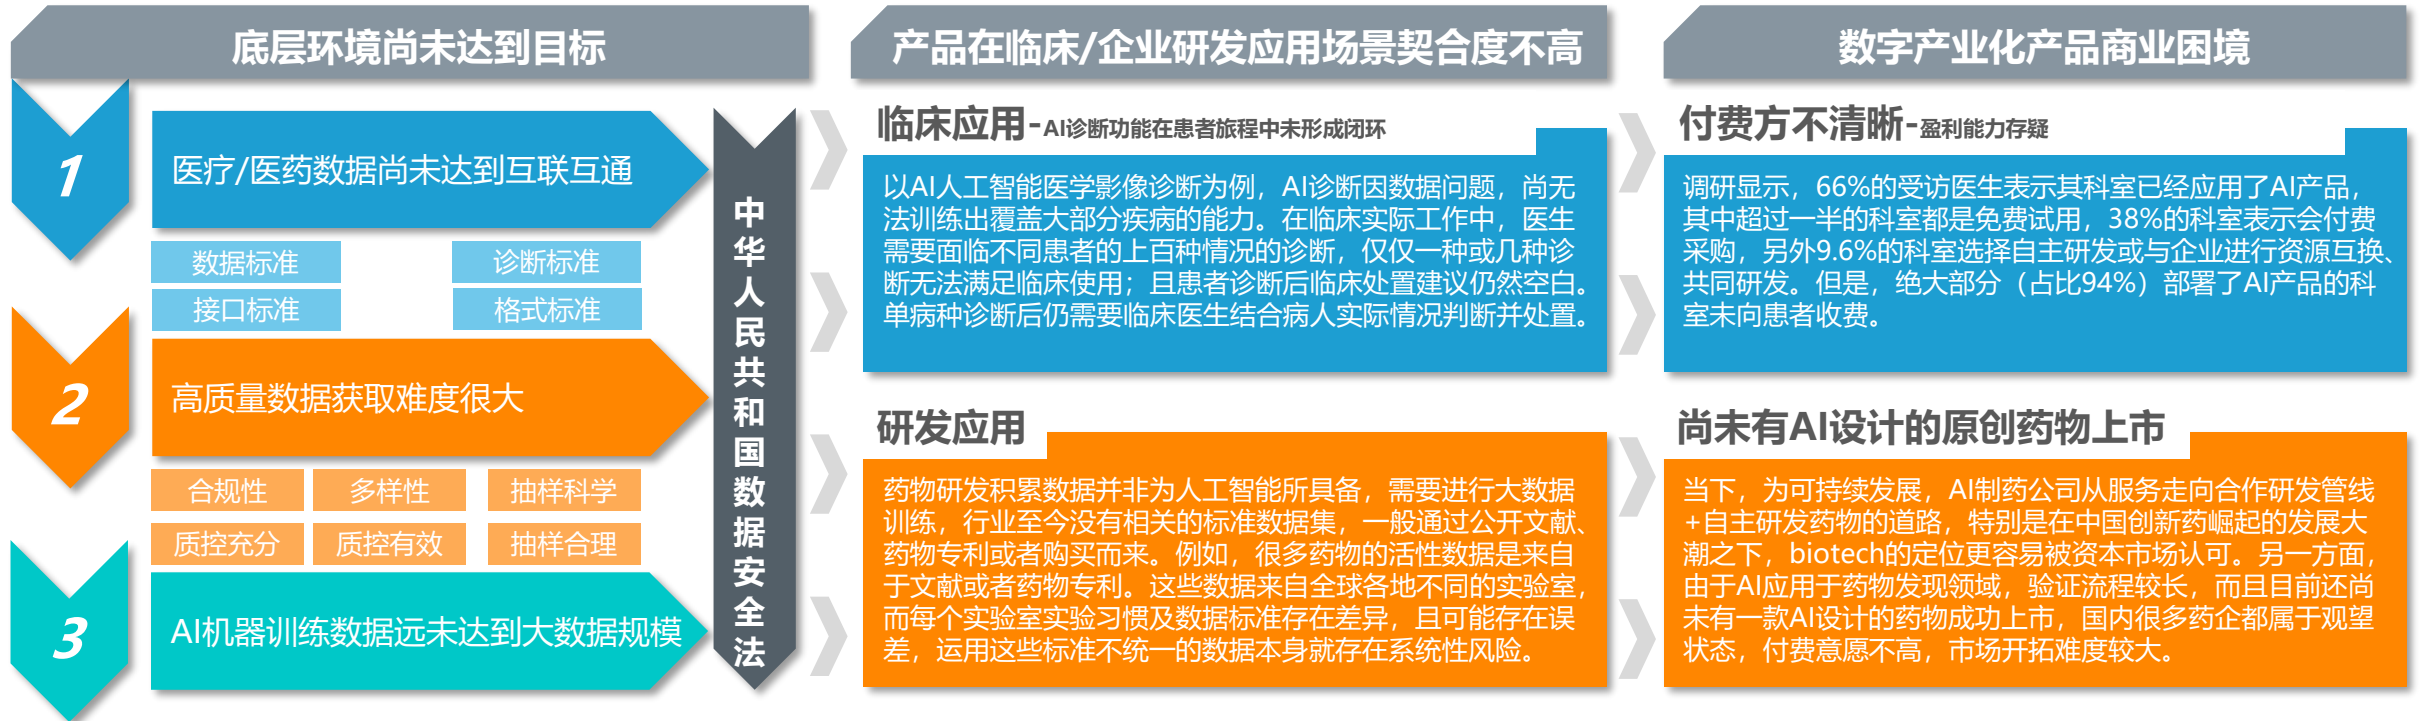 底层环境尚未达到目标
1
医疗/医药数据尚未达到互联互通
数据标准
诊断标准
接口标准
格式标准
2
高质量数据获取难度很大
合规性
多样性
抽样科学
质控充分
质控有效
抽样合理
3
AI机器训练数据远未达到大数据规模
中华人民共和国数据安全法
产品在临床/企业研发应用场景契合度不高
临床应用-AI诊断功能在患者旅程中未形成闭环
以AI人工智能医学影像诊断为例，AI诊断因数据问题，尚无
法训练出覆盖大部分疾病的能力。在临床实际工作中，医生
需要面临不同患者的上百种情况的诊断，仅仅一种或几种诊
断无法满足临床使用；且患者诊断后临床处置建议仍然空白。
单病种诊断后仍需要临床医生结合病人实际情况判断并处置。
研发应用
药物研发积累数据并非为人工智能所具备，需要进行大数据
训练，行业至今没有相关的标准数据集，一般通过公开文献、
药物专利或者购买而来。例如，很多药物的活性数据是来自
于文献或者药物专利。这些数据来自全球各地不同的实验室，
而每个实验室实验习惯及数据标准存在差异，且可能存在误
差，运用这些标准不统一的数据本身就存在系统性风险。
数字产业化产品商业困境
付费方不清晰-盈利能力存疑
调研显示，66%的受访医生表示其科室已经应用了AI产品，
其中超过一半的科室都是免费试用，38%的科室表示会付费
采购，另外9.6%的科室选择自主研发或与企业进行资源互换、
共同研发。但是，绝大部分（占比94%）部署了AI产品的科
室未向患者收费。
尚未有AI设计的原创药物上市
当下，为可持续发展，AI制药公司从服务走向合作研发管线
+自主研发药物的道路，特别是在中国创新药崛起的发展大
潮之下，biotech的定位更容易被资本市场认可。另一方面，
由于AI应用于药物发现领域，验证流程较长，而且目前还尚
未有一款AI设计的药物成功上市，国内很多药企都属于观望
状态，付费意愿不高，市场开拓难度较大。